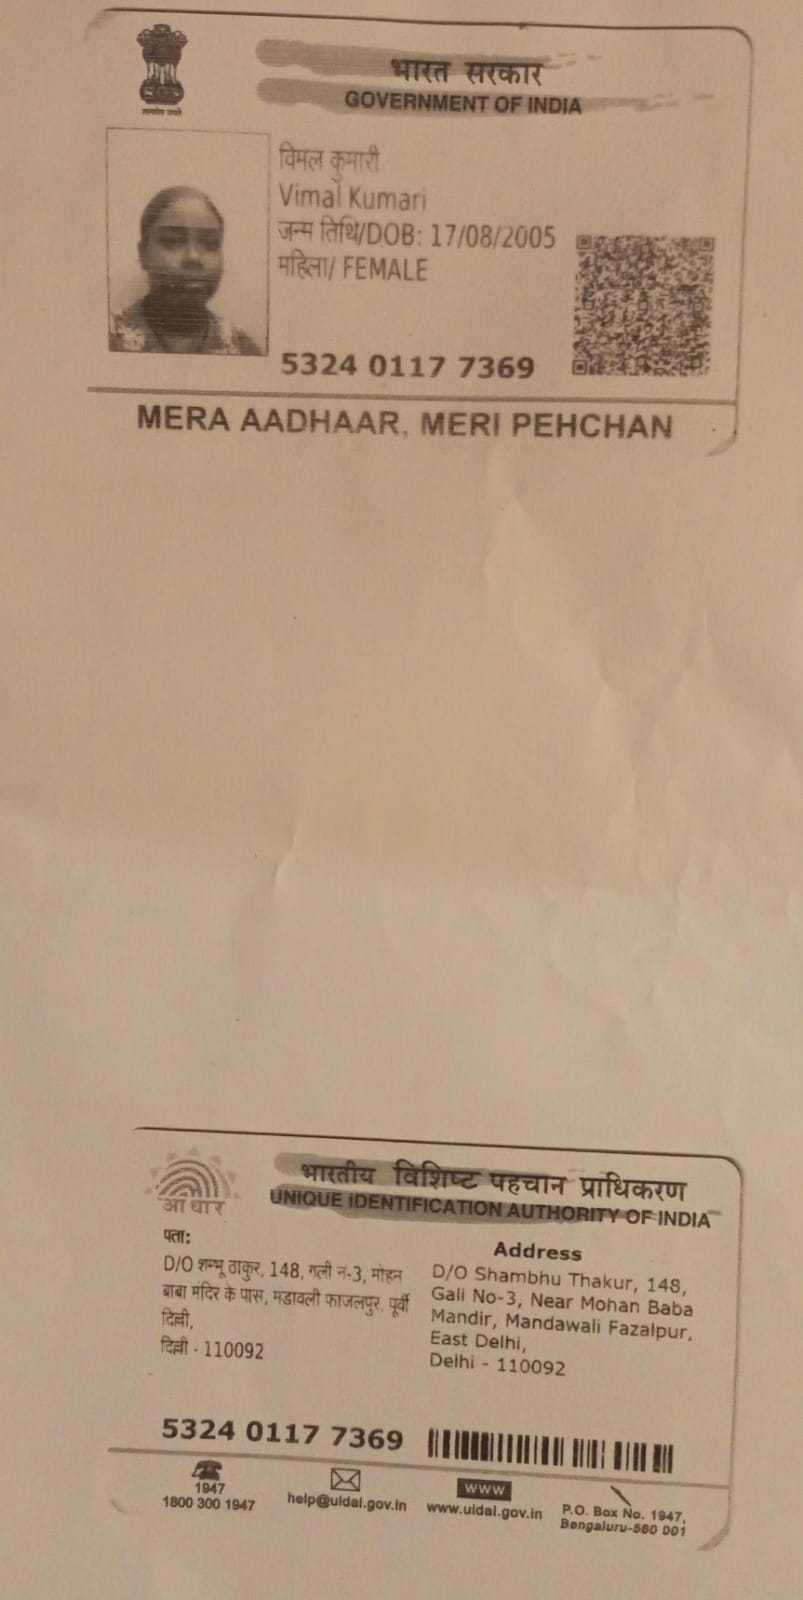 भारत सरकार
GOVERNMENT OF INDIA
विमल कुमारी
Vimal Kumari
जन्म तिथि/DOB: 17/08/2005
महिला/ FEMALE
5324 0117 7369
MERA AADHAAR, MERI PEHCHAN
भारतीय विशिष्ट पहचान प्राधिकरण
UNIQUE IDENTIFICATION AUTHORITY OF INDIA
आधार
पता:
D/O शम्भू ठाकुर, 148, गली न-3, मोहन
बाबा मंदिर के पास, मंडावली फाजलपुर, पूर्वी
दिल्ली,
दिल्ली - 110092
Address
D/O Shambhu Thakur, 148,
Gali No-3, Near Mohan Baba
Mandir, Mandawali Fazalpur,
East Delhi,
Delhi - 110092
5324 0117 7369
1947
1800 300 1947
help@uidai.gov.in
www
www.uidai.gov.in
P.O. Box No. 1947,
Bengaluru-560 001